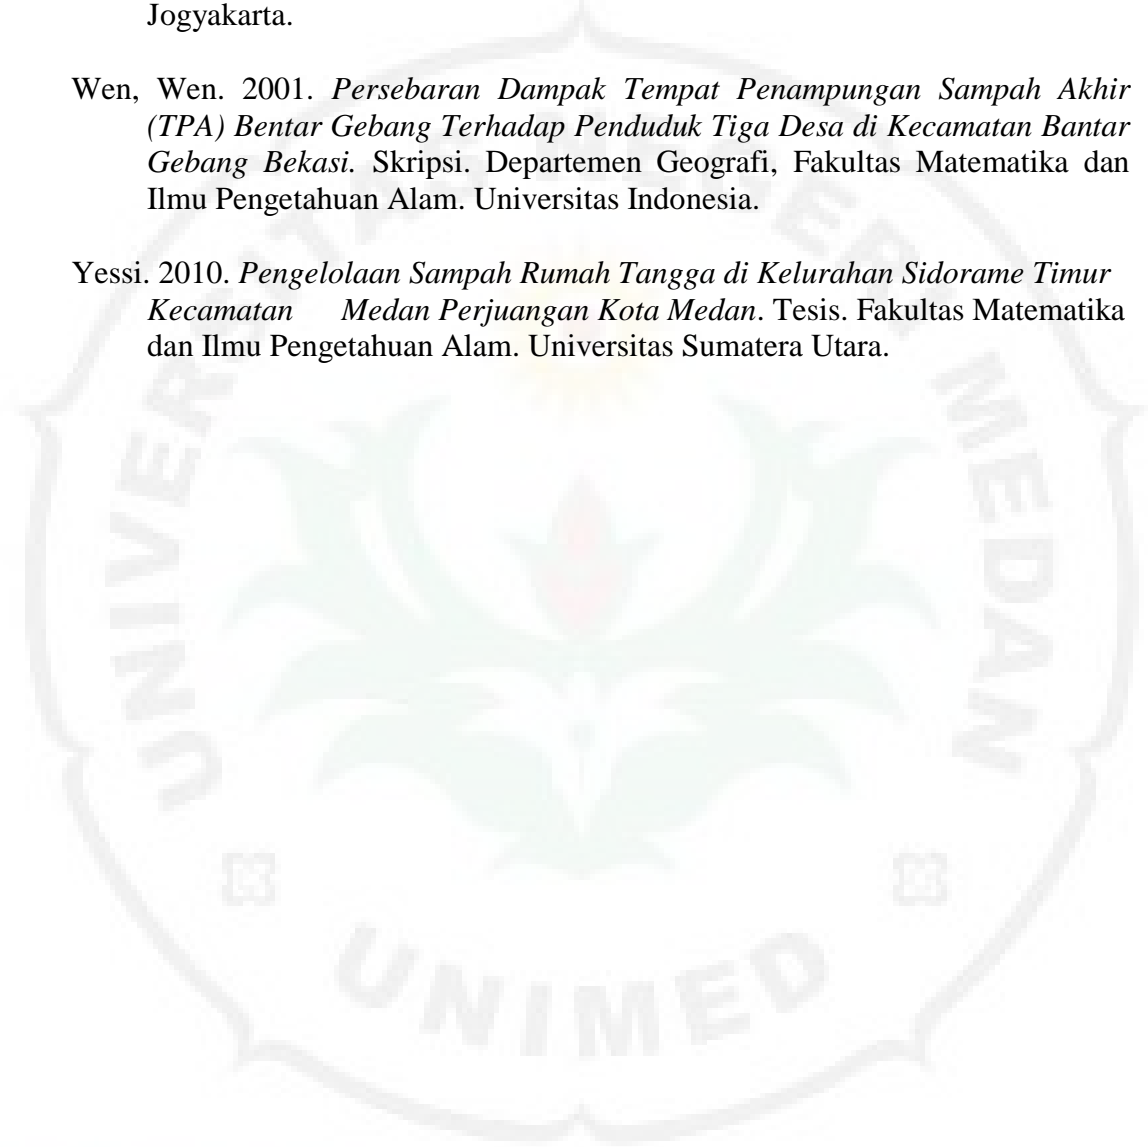 Jogyakarta.
Wen, Wen. 2001. Persebaran Dampak Tempat Penampungan Sampah Akhir
(TPA) Bentar Gebang Terhadap Penduduk Tiga Desa di Kecamatan Bantar
Gebang Bekasi. Skripsi. Departemen Geografi, Fakultas Matematika dan
Ilmu Pengetahuan Alam. Universitas Indonesia.
Yessi. 2010. Pengelolaan Sampah Rumah Tangga di Kelurahan Sidorame Timur
Kecamatan Medan Perjuangan Kota Medan. Tesis. Fakultas Matematika
dan Ilmu Pengetahuan Alam. Universitas Sumatera Utara.
UNIVERSITAS NEGERI MEDAN
UNIMED